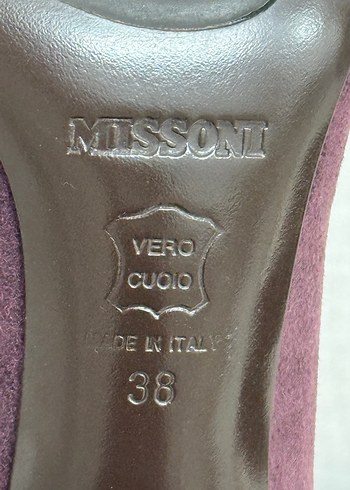 MISSONI
VERO
CUOIO
MADE IN ITALY
38